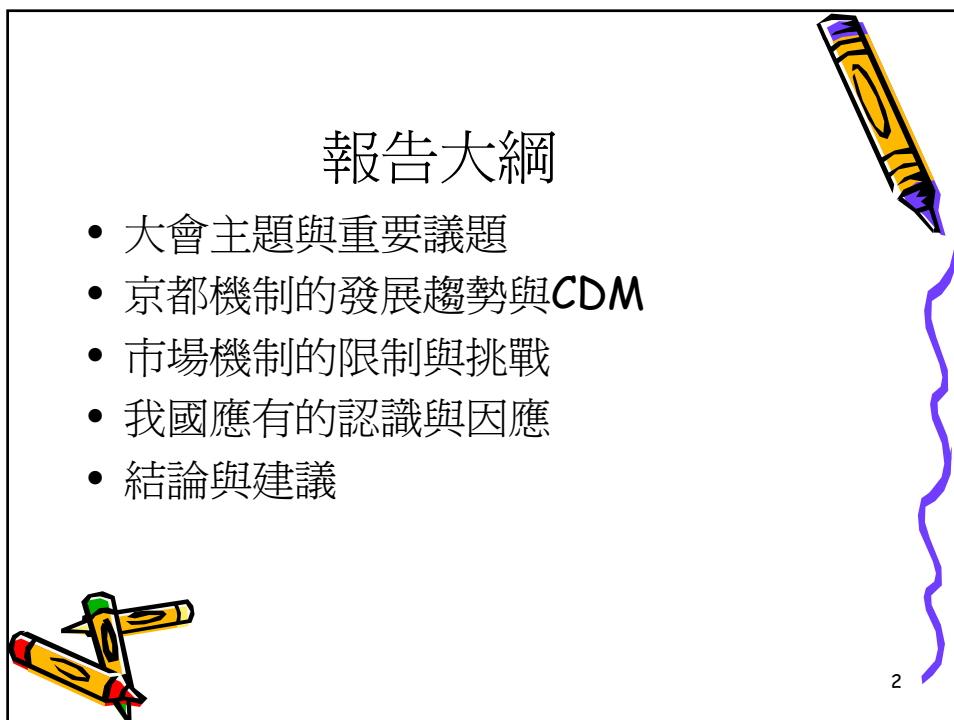 報告大綱
• 大會主題與重要議題
• 京都機制的發展趨勢與CDM
• 市場機制的限制與挑戰
• 我國應有的認識與因應
• 結論與建議
2